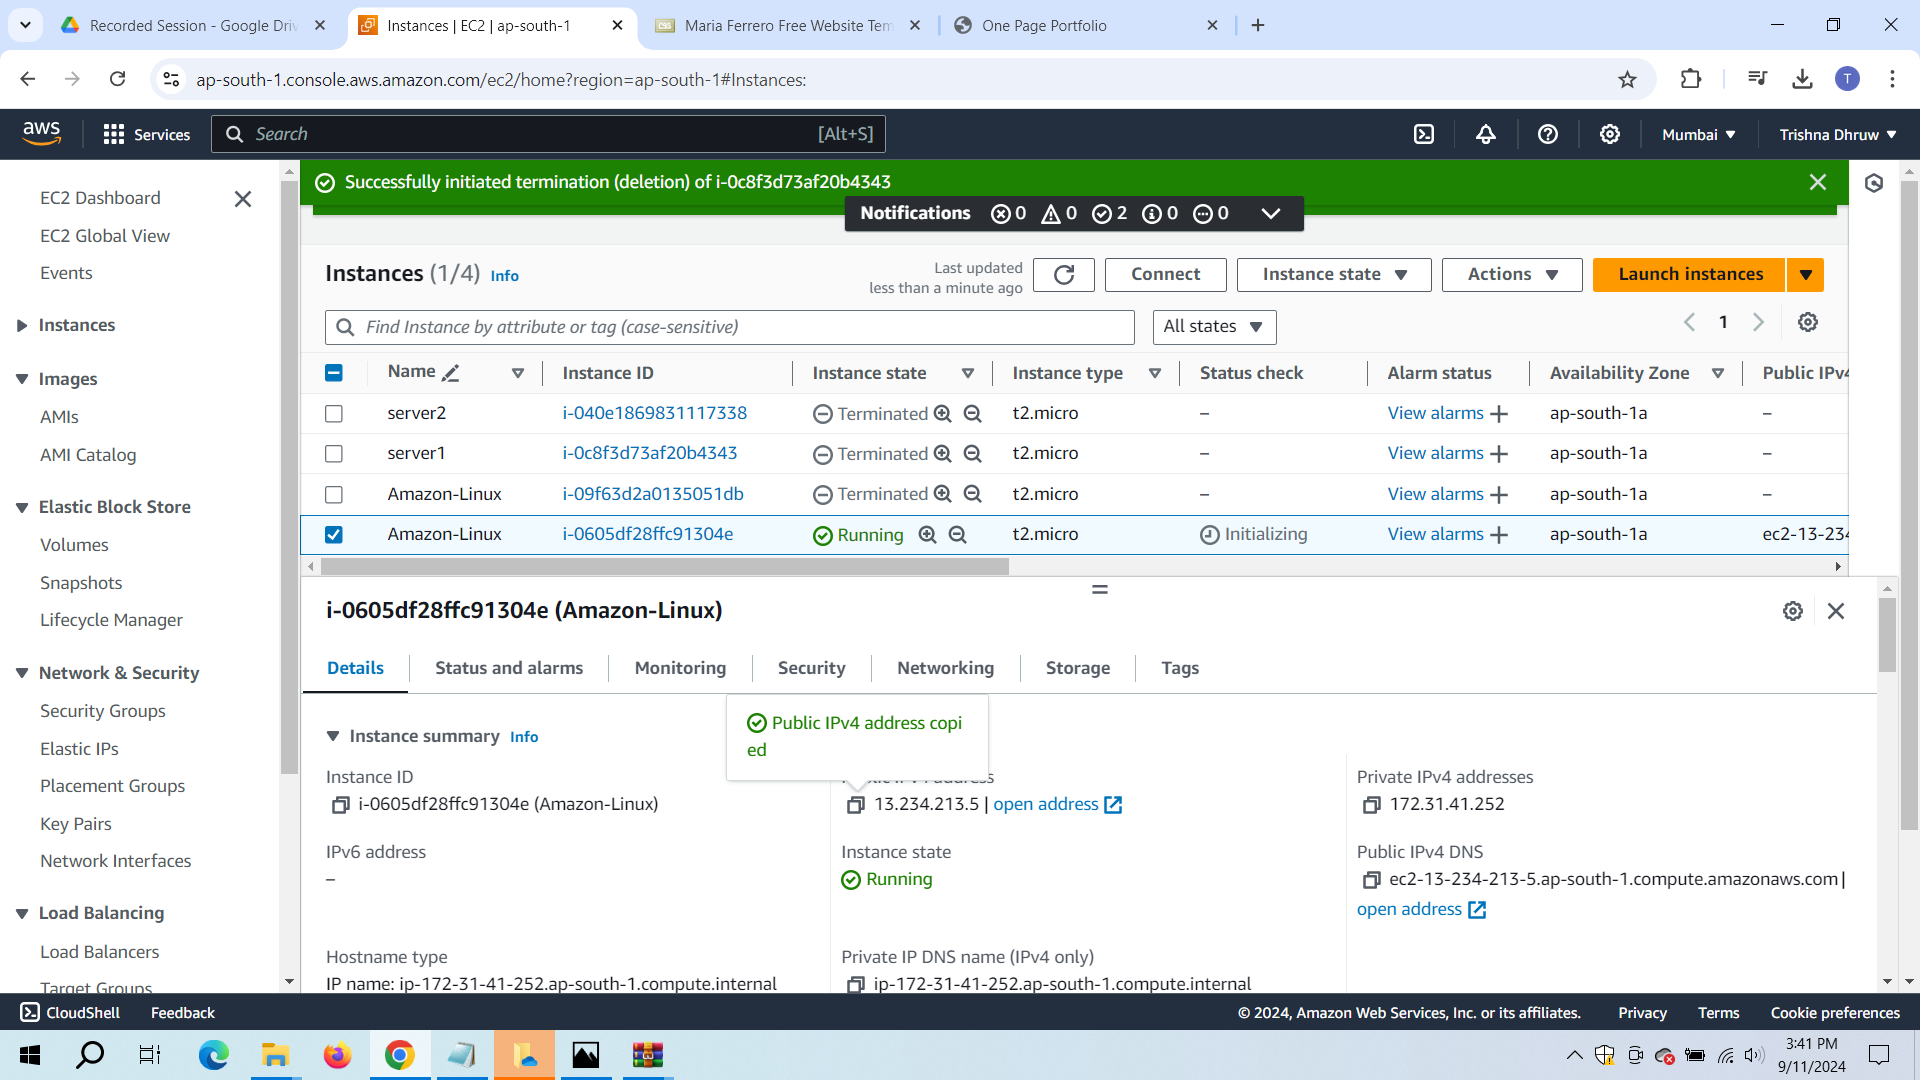 Recorded Session - Google Driv
Instances | EC2 | ap-south-1
Maria Ferrero Free Website Tem
One Page Portfolio
ap-south-1.console.aws.amazon.com/ec2/home?region=ap-south-1#Instances:
T
aws
Services
Search
[Alt+S]
Mumbai
Trishna Dhruw
EC2 Dashboard
EC2 Global View
Events
Instances
Images
AMIs
AMI Catalog
Elastic Block Store
Volumes
Snapshots
Lifecycle Manager
Network & Security
Security Groups
Elastic IPs
Placement Groups
Key Pairs
Network Interfaces
Load Balancing
Load Balancers
Target Groups
Successfully initiated termination (deletion) of i-0c8f3d73af20b4343
Notifications 0 0 2 0 0
Instances (1/4) Info
Last updated
less than a minute ago
Connect
Instance state
Actions
Launch instances
Find Instance by attribute or tag (case-sensitive)
All states
1
Name Instance ID Instance state Instance type Status check Alarm status Availability Zone Public IPv4
server2 i-040e1869831117338 Terminated t2.micro – View alarms + ap-south-1a –
server1 i-0c8f3d73af20b4343 Terminated t2.micro – View alarms + ap-south-1a –
Amazon-Linux i-09f63d2a0135051db Terminated t2.micro – View alarms + ap-south-1a –
Amazon-Linux i-0605df28ffc91304e Running t2.micro Initializing View alarms + ap-south-1a ec2-13-234
i-0605df28ffc91304e (Amazon-Linux)
Details
Status and alarms
Monitoring
Security
Networking
Storage
Tags
Public IPv4 address copi
ed
Instance summary Info
Instance ID
i-0605df28ffc91304e (Amazon-Linux)
Public IPv4 address
13.234.213.5 | open address
Private IPv4 addresses
172.31.41.252
IPv6 address
–
Instance state
Running
Public IPv4 DNS
ec2-13-234-213-5.ap-south-1.compute.amazonaws.com |
open address
Hostname type
IP name: ip-172-31-41-252.ap-south-1.compute.internal
Private IP DNS name (IPv4 only)
ip-172-31-41-252.ap-south-1.compute.internal
CloudShell
Feedback
© 2024, Amazon Web Services, Inc. or its affiliates.
Privacy
Terms
Cookie preferences
3:41 PM
9/11/2024